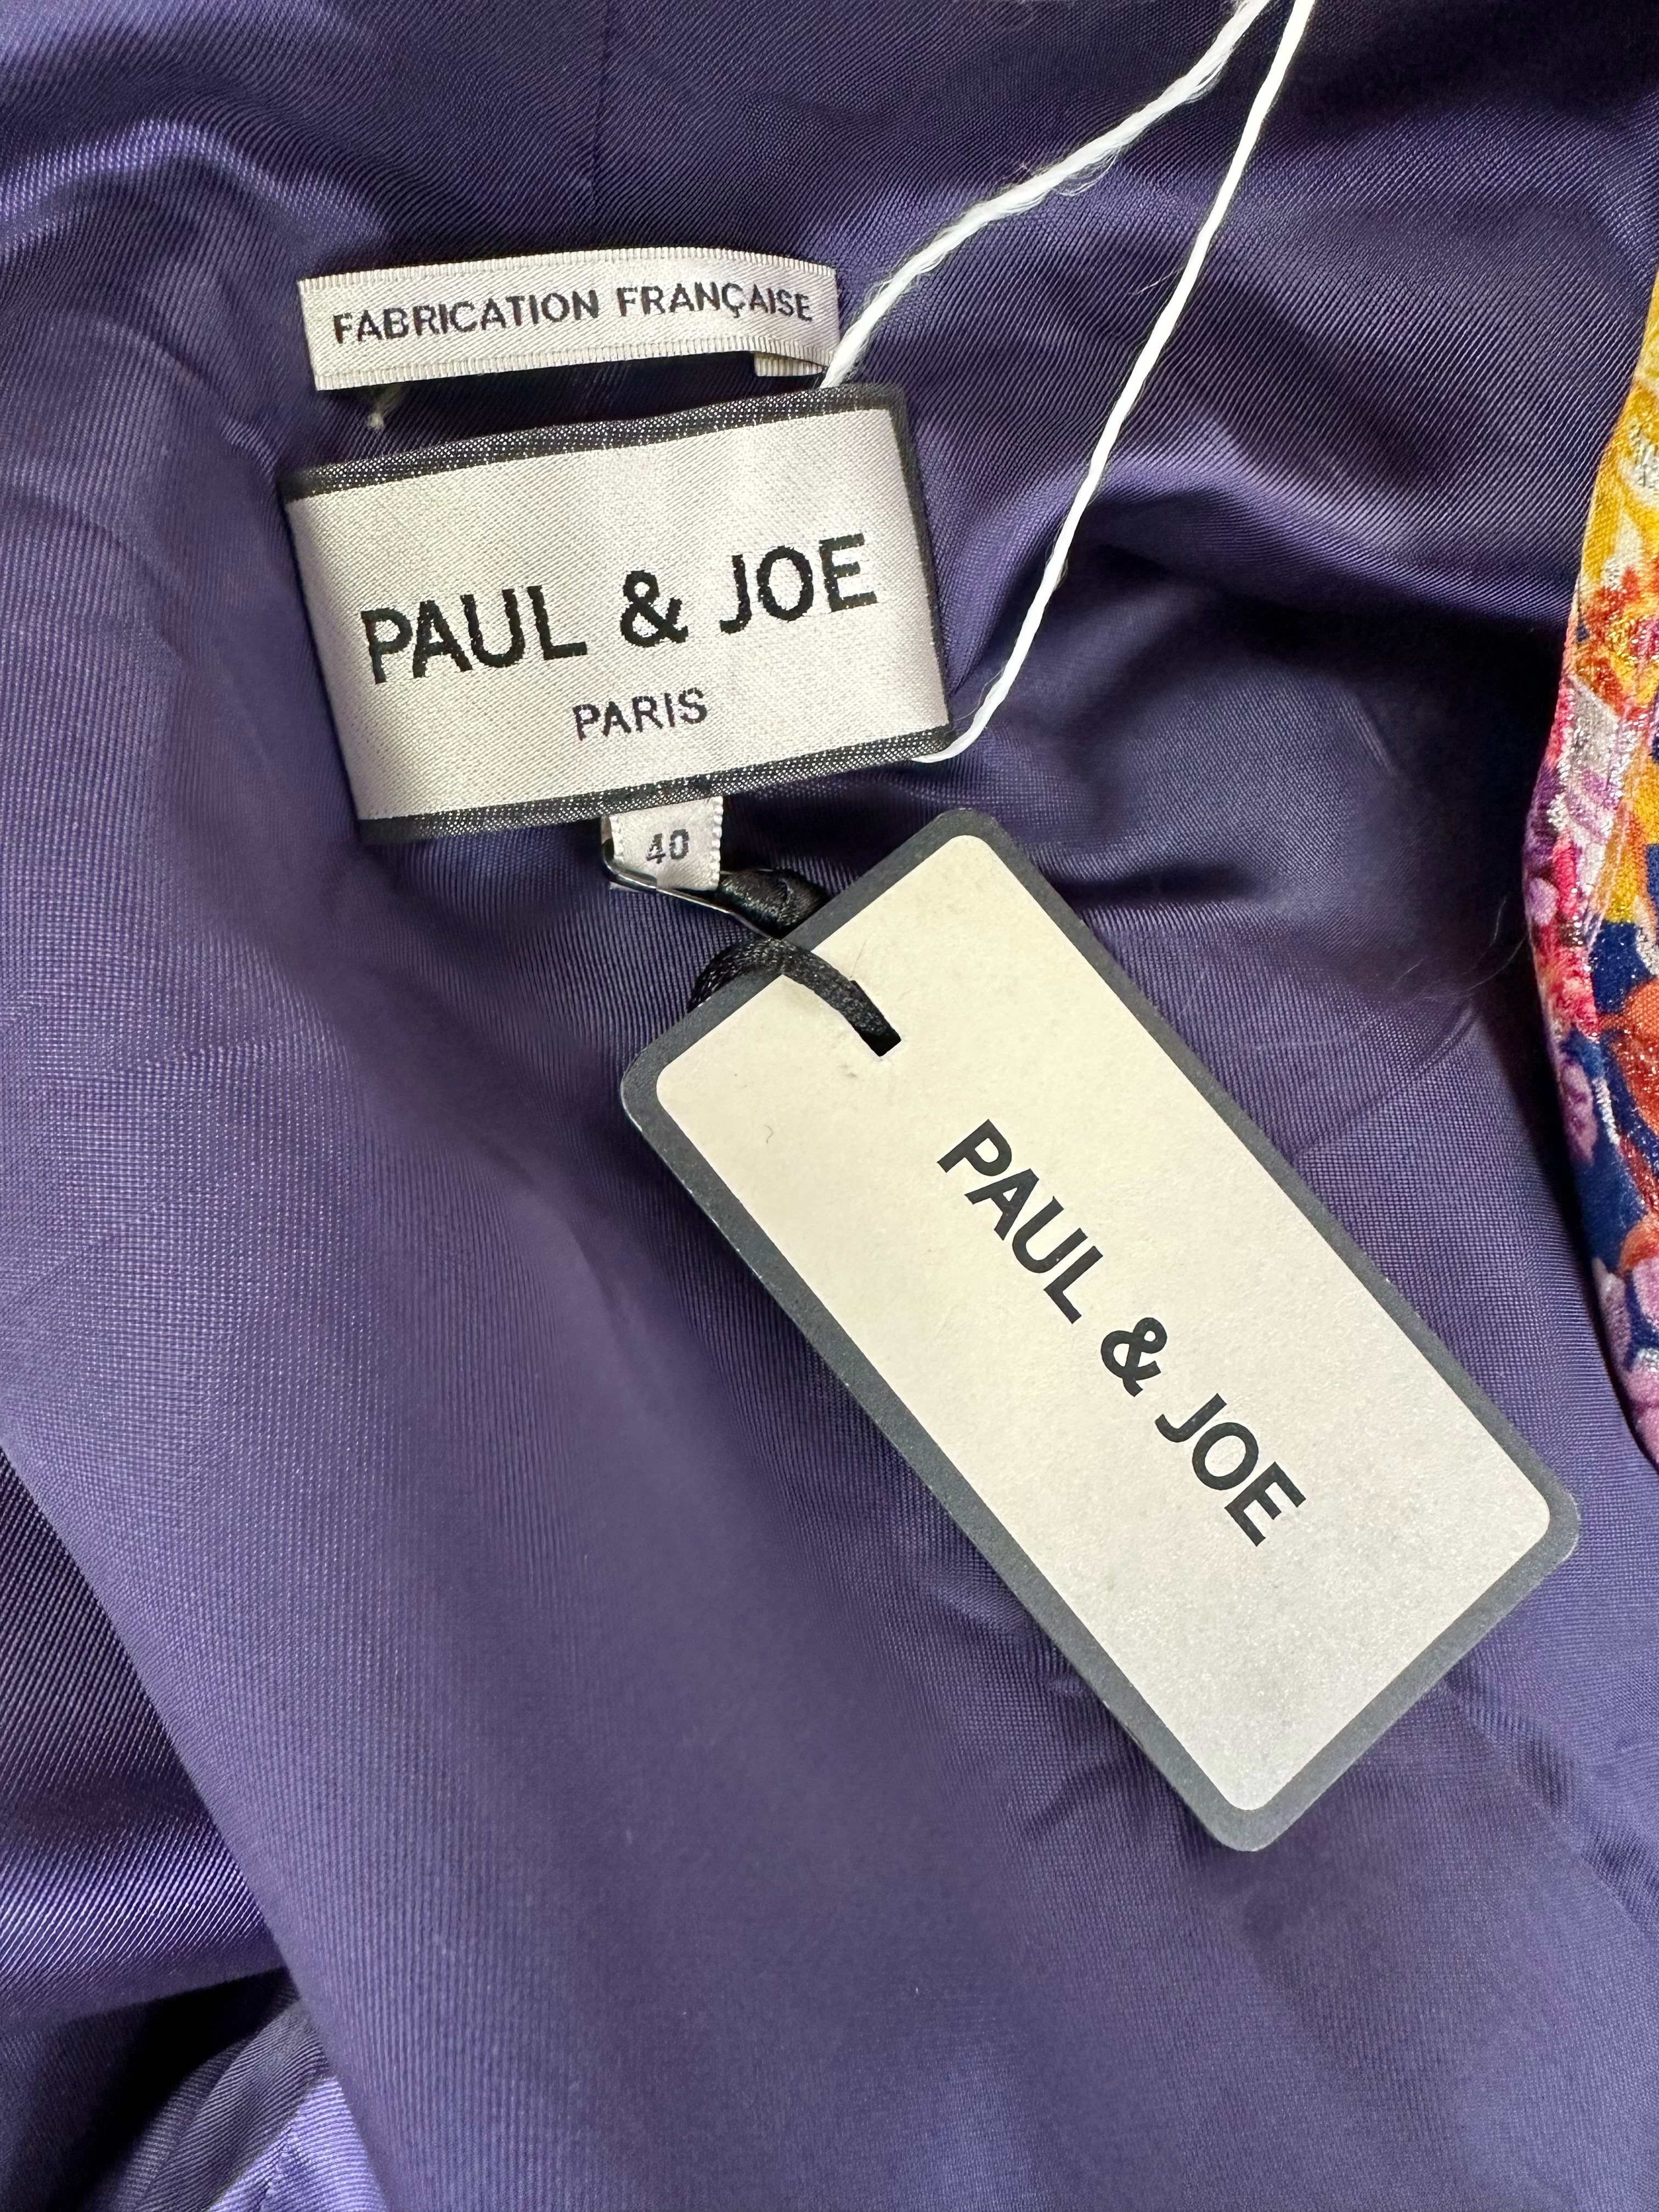 FABRICATION FRANÇAISE
PAUL & JOE
PARIS
40
PAUL & JOE